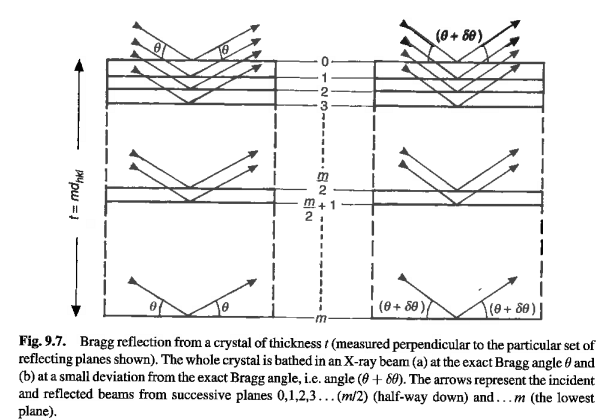 θ θ
(θ + δθ)
0
1
2
3
t = md_hkl
m
2
m
2 + 1
θ θ
(θ + δθ) (θ + δθ)
m
Fig. 9.7. Bragg reflection from a crystal of thickness t (measured perpendicular to the particular set of
reflecting planes shown). The whole crystal is bathed in an X-ray beam (a) at the exact Bragg angle θ and
(b) at a small deviation from the exact Bragg angle, i.e. angle (θ + δθ). The arrows represent the incident
and reflected beams from successive planes 0,1,2,3 . . . (m/2) (half-way down) and . . . m (the lowest
plane).